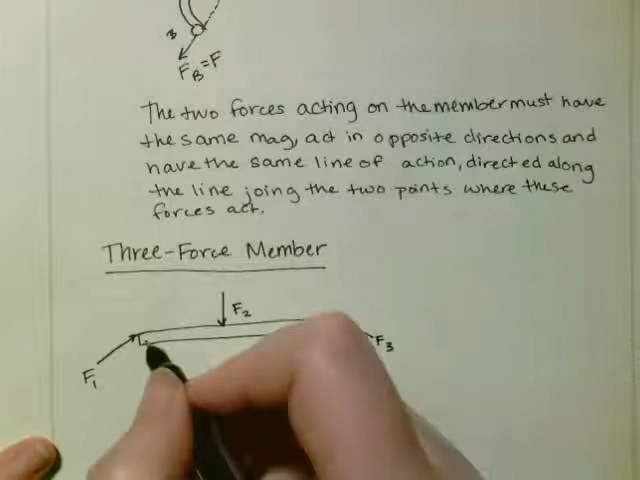 B
F_B = F
The two forces acting on the member must have
the same mag, act in opposite directions and
have the same line of action, directed along
the line joing the two points where these
forces act.
Three-Force Member
F₂
F₃
F₁